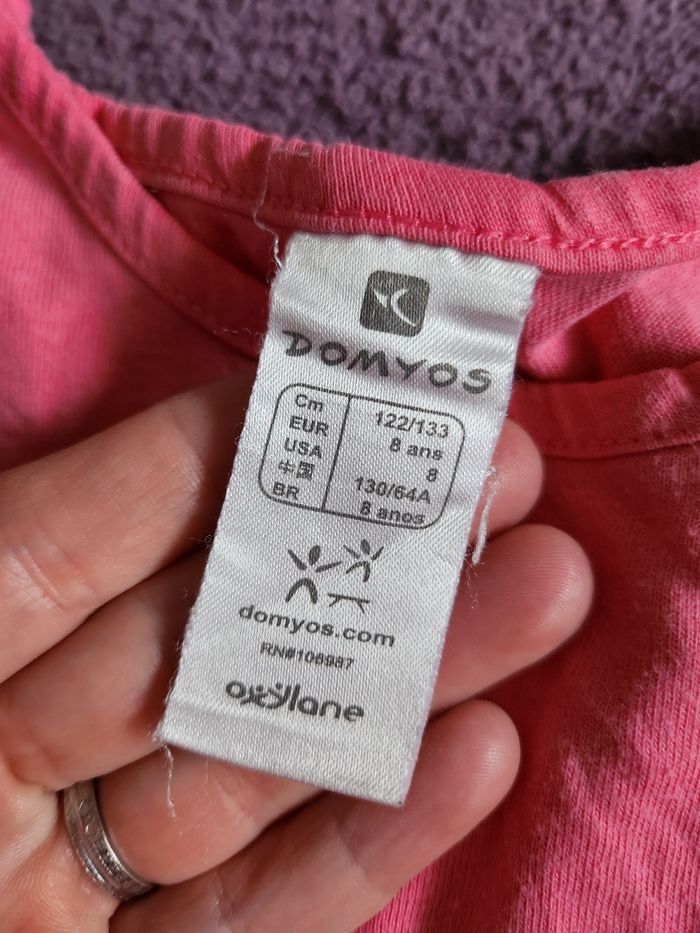 DOMYOS
Cm 122/133
EUR 8 ans
USA 8
中国 130/64A
BR 8 anos
domyos.com
RN#106987
oxylane